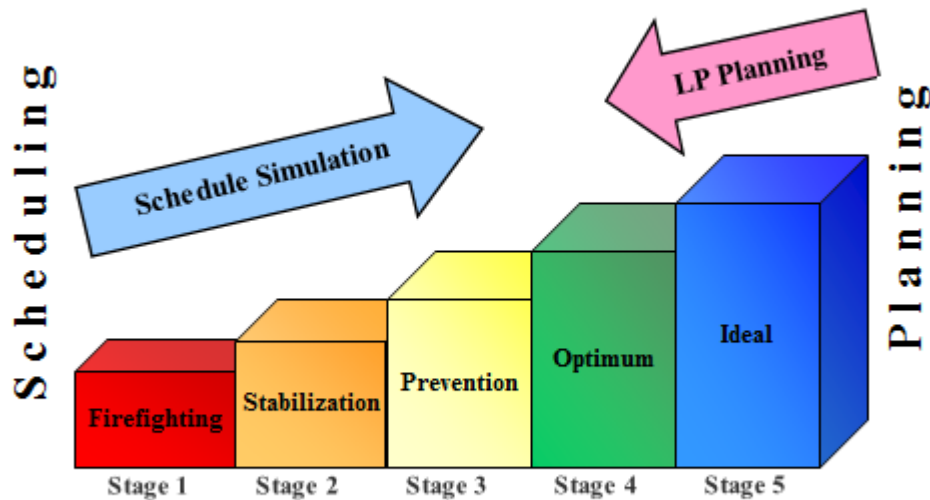 Scheduling
Schedule Simulation
LP Planning
Planning
Firefighting
Stabilization
Prevention
Optimum
Ideal
Stage 1
Stage 2
Stage 3
Stage 4
Stage 5